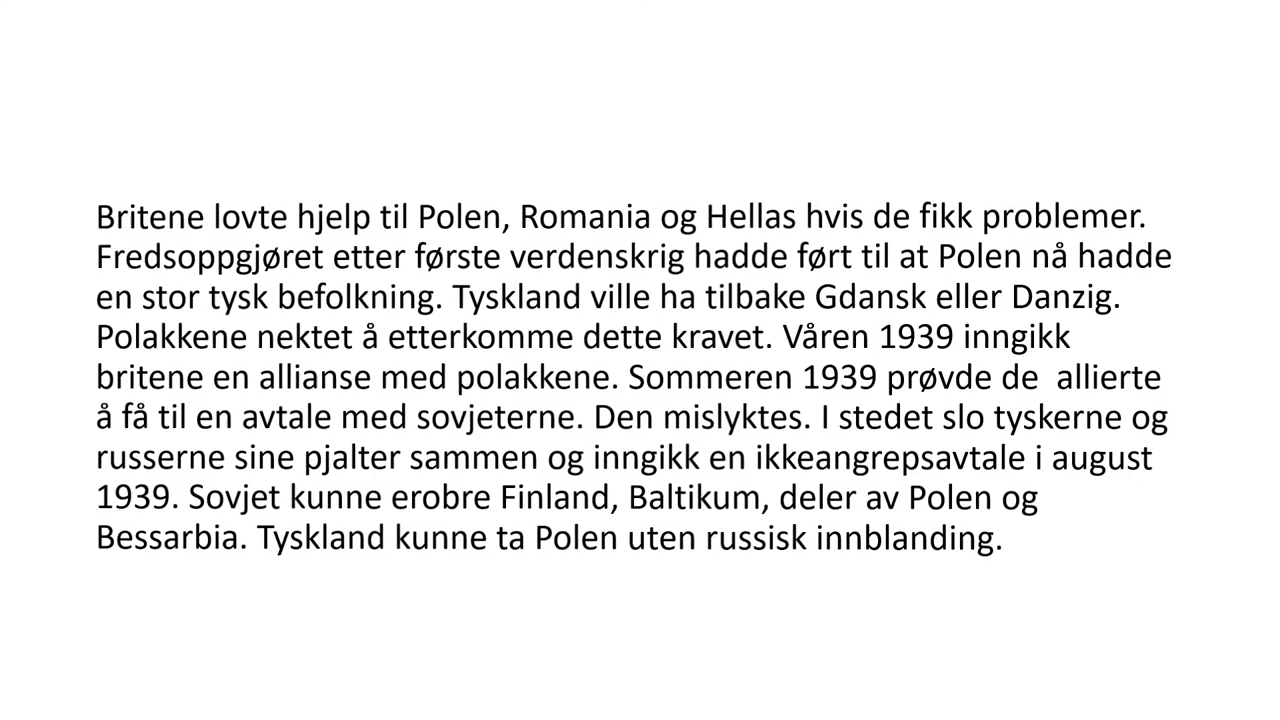 Britene lovte hjelp til Polen, Romania og Hellas hvis de fikk problemer.
Fredsoppgjøret etter første verdenskrig hadde ført til at Polen nå hadde
en stor tysk befolkning. Tyskland ville ha tilbake Gdansk eller Danzig.
Polakkene nektet å etterkomme dette kravet. Våren 1939 inngikk
britene en allianse med polakkene. Sommeren 1939 prøvde de  allierte
å få til en avtale med sovjeterne. Den mislyktes. I stedet slo tyskerne og
russerne sine pjalter sammen og inngikk en ikkeangrepsavtale i august
1939. Sovjet kunne erobre Finland, Baltikum, deler av Polen og
Bessarbia. Tyskland kunne ta Polen uten russisk innblanding.